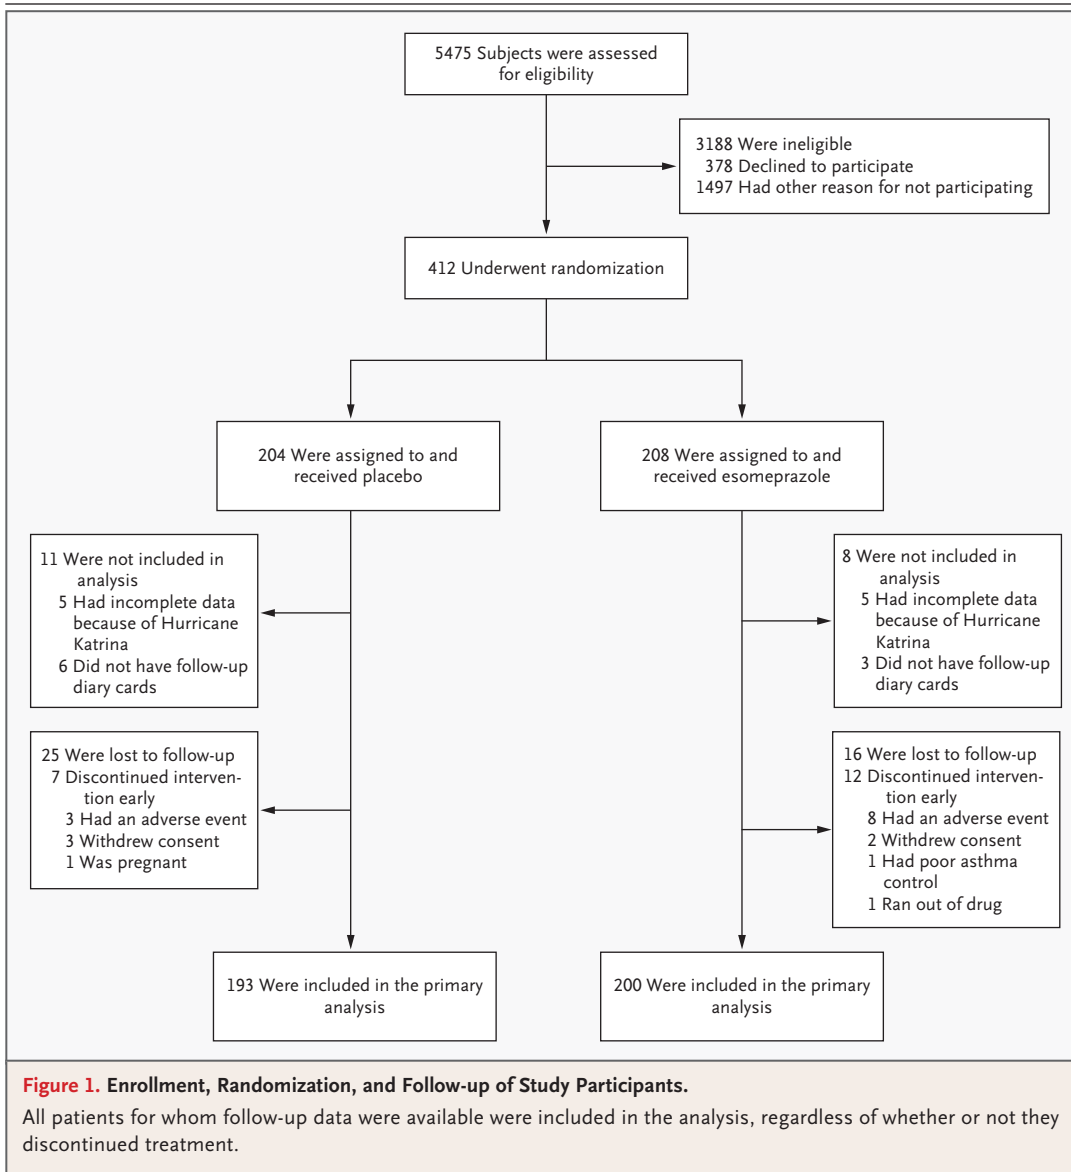 5475 Subjects were assessed
for eligibility
3188 Were ineligible
378 Declined to participate
1497 Had other reason for not participating
412 Underwent randomization
204 Were assigned to and
received placebo
208 Were assigned to and
received esomeprazole
11 Were not included in
analysis
5 Had incomplete data
because of Hurricane
Katrina
6 Did not have follow-up
diary cards
8 Were not included in
analysis
5 Had incomplete data
because of Hurricane
Katrina
3 Did not have follow-up
diary cards
25 Were lost to follow-up
7 Discontinued interven-
tion early
3 Had an adverse event
3 Withdrew consent
1 Was pregnant
16 Were lost to follow-up
12 Discontinued interven-
tion early
8 Had an adverse event
2 Withdrew consent
1 Had poor asthma
control
1 Ran out of drug
193 Were included in the primary
analysis
200 Were included in the primary
analysis
Figure 1. Enrollment, Randomization, and Follow-up of Study Participants.
All patients for whom follow-up data were available were included in the analysis, regardless of whether or not they
discontinued treatment.